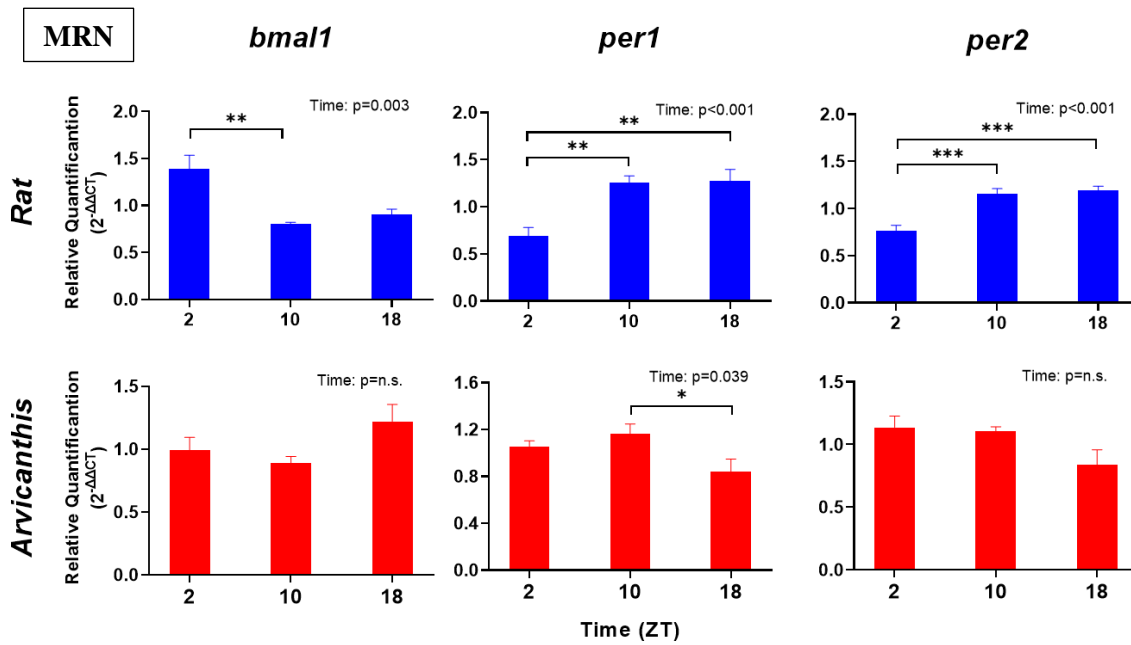 MRN
bmal1 per1 per2
Rat
Relative Quantificantion
(2-ΔΔCT)
Time: p=0.003
**
2.0
1.5
1.0
0.5
0.0
2 10 18
Time: p<0.001
**
**
2.0
1.5
1.0
0.5
0.0
2 10 18
Time: p<0.001
***
***
2.0
1.5
1.0
0.5
0.0
2 10 18
Arvicanthis
Relative Quantificantion
(2-ΔΔCT)
Time: p=n.s.
1.5
1.0
0.5
0.0
2 10 18
Time: p=0.039
*
1.6
1.2
0.8
0.4
0.0
2 10 18
Time: p=n.s.
1.5
1.0
0.5
0.0
2 10 18
Time (ZT)